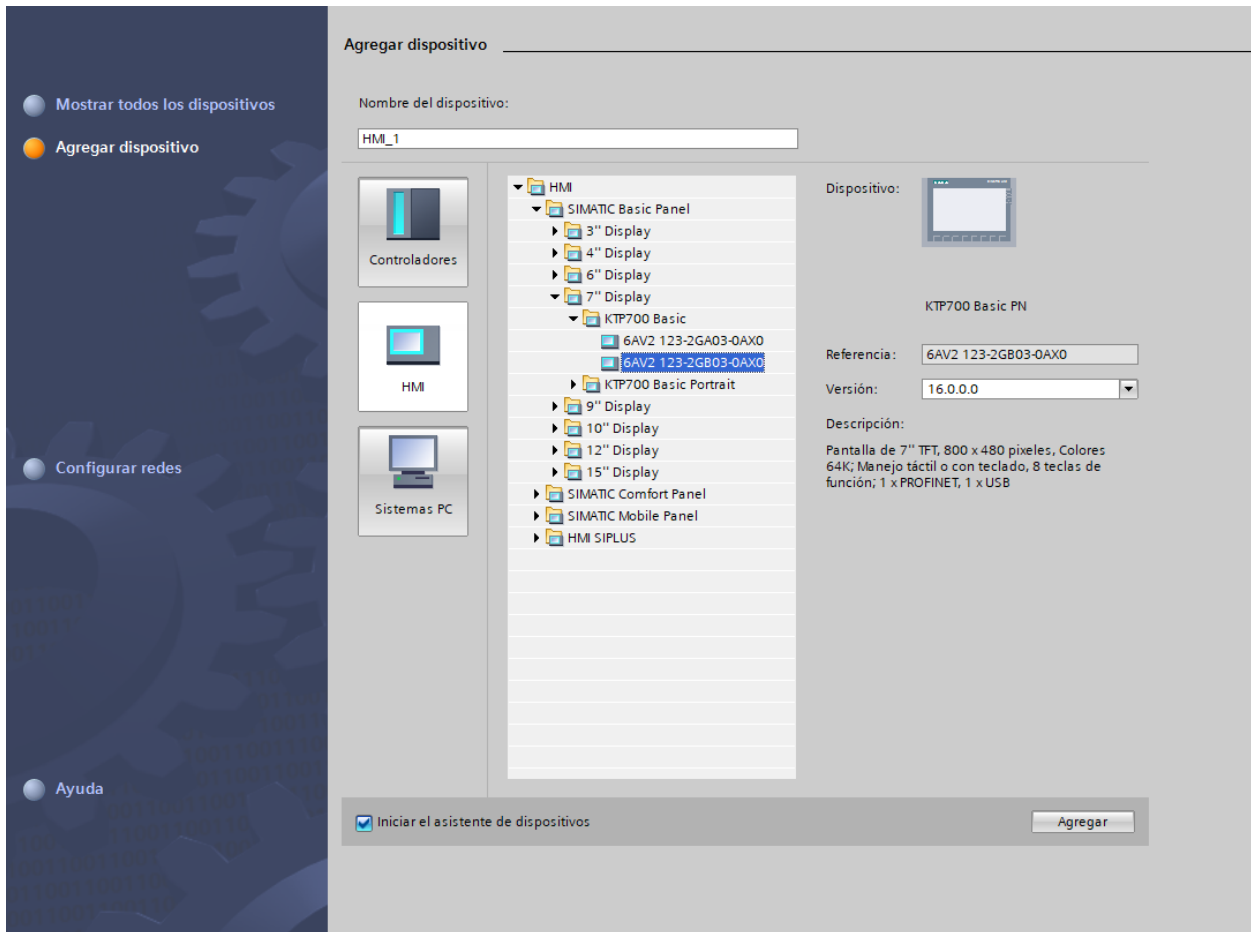 Agregar dispositivo
Mostrar todos los dispositivos
Agregar dispositivo
Configurar redes
Ayuda
Nombre del dispositivo:
HMI_1
Controladores
HMI
Sistemas PC
HMI
SIMATIC Basic Panel
3'' Display
4'' Display
6'' Display
7'' Display
KTP700 Basic
6AV2 123-2GA03-0AX0
6AV2 123-2GB03-0AX0
KTP700 Basic Portrait
9'' Display
10'' Display
12'' Display
15'' Display
SIMATIC Comfort Panel
SIMATIC Mobile Panel
HMI SIPLUS
Dispositivo:
KTP700 Basic PN
Referencia: 6AV2 123-2GB03-0AX0
Versión: 16.0.0.0
Descripción:
Pantalla de 7'' TFT, 800 x 480 pixeles, Colores
64K; Manejo táctil o con teclado, 8 teclas de
función; 1 x PROFINET, 1 x USB
Iniciar el asistente de dispositivos
Agregar